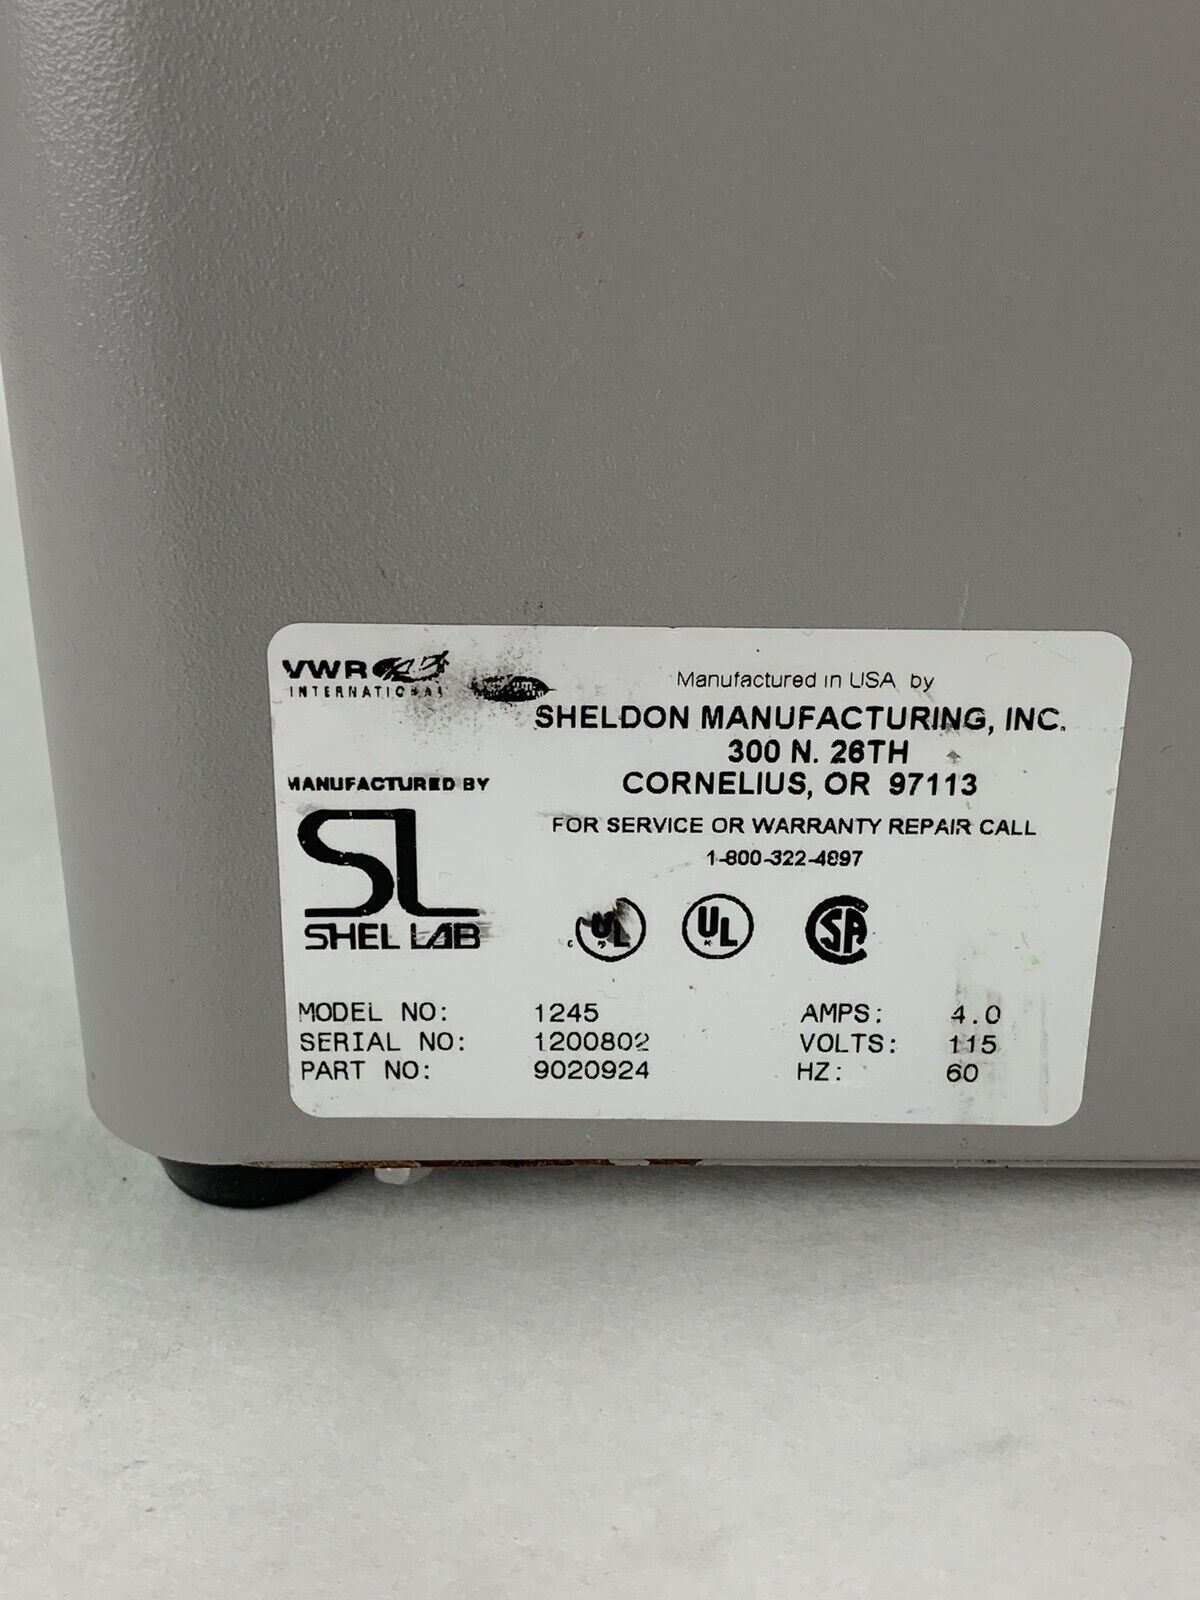 VWR
INTERNATIONAL
Manufactured in USA by
SHELDON MANUFACTURING, INC.
300 N. 26TH
CORNELIUS, OR 97113
MANUFACTURED BY
SL
SHEL LAB
FOR SERVICE OR WARRANTY REPAIR CALL
1-800-322-4897
C UL UL SA
MODEL NO: 1245 AMPS: 4.0
SERIAL NO: 1200802 VOLTS: 115
PART NO: 9020924 HZ: 60